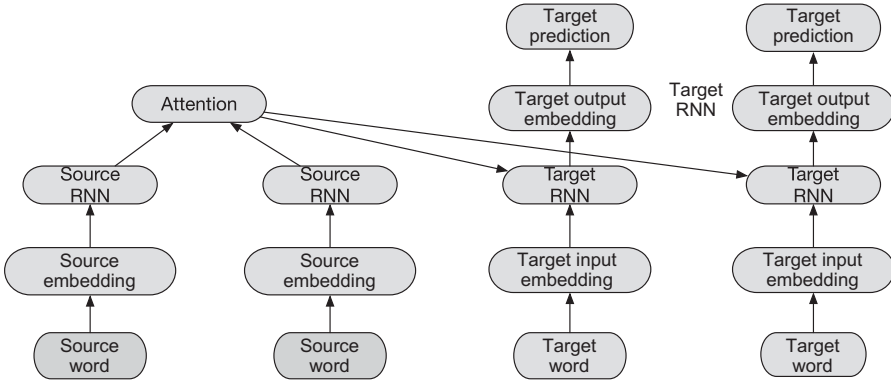 Target
prediction
Target
prediction
Attention
Target output
embedding
Target
RNN
Target output
embedding
Source
RNN
Source
RNN
Target
RNN
Target
RNN
Source
embedding
Source
embedding
Target input
embedding
Target input
embedding
Source
word
Source
word
Target
word
Target
word